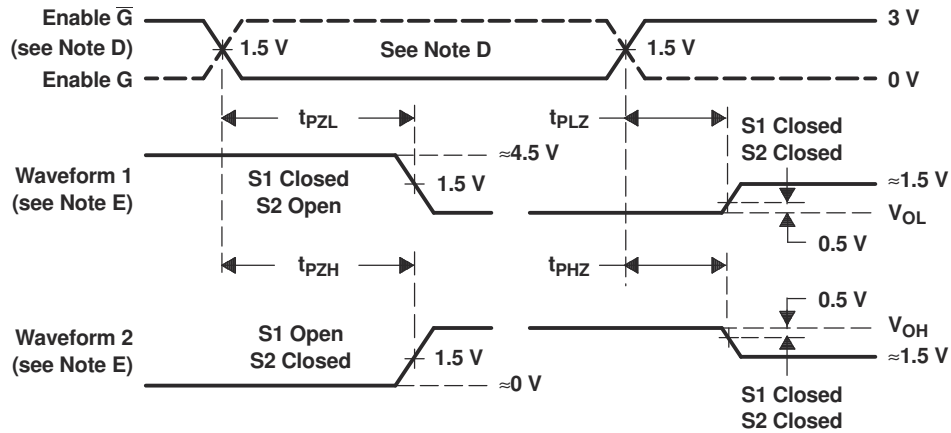 Enable G̅
(see Note D)
Enable G
1.5 V
See Note D
1.5 V
3 V
0 V
tPZL
tPLZ
S1 Closed
S2 Closed
Waveform 1
(see Note E)
S1 Closed
S2 Open
≈4.5 V
1.5 V
≈1.5 V
VOL
0.5 V
tPZH
tPHZ
0.5 V
Waveform 2
(see Note E)
S1 Open
S2 Closed
1.5 V
≈0 V
VOH
≈1.5 V
S1 Closed
S2 Closed